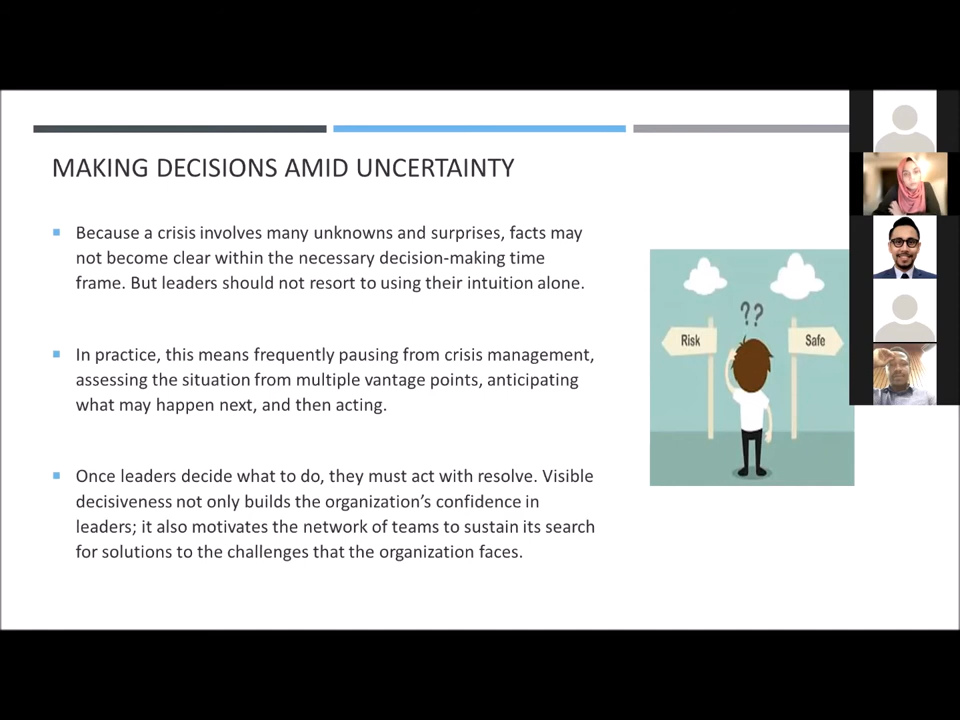 MAKING DECISIONS AMID UNCERTAINTY
Because a crisis involves many unknowns and surprises, facts may
not become clear within the necessary decision-making time
frame. But leaders should not resort to using their intuition alone.
In practice, this means frequently pausing from crisis management,
assessing the situation from multiple vantage points, anticipating
what may happen next, and then acting.
Once leaders decide what to do, they must act with resolve. Visible
decisiveness not only builds the organization’s confidence in
leaders; it also motivates the network of teams to sustain its search
for solutions to the challenges that the organization faces.
??
Risk
Safe